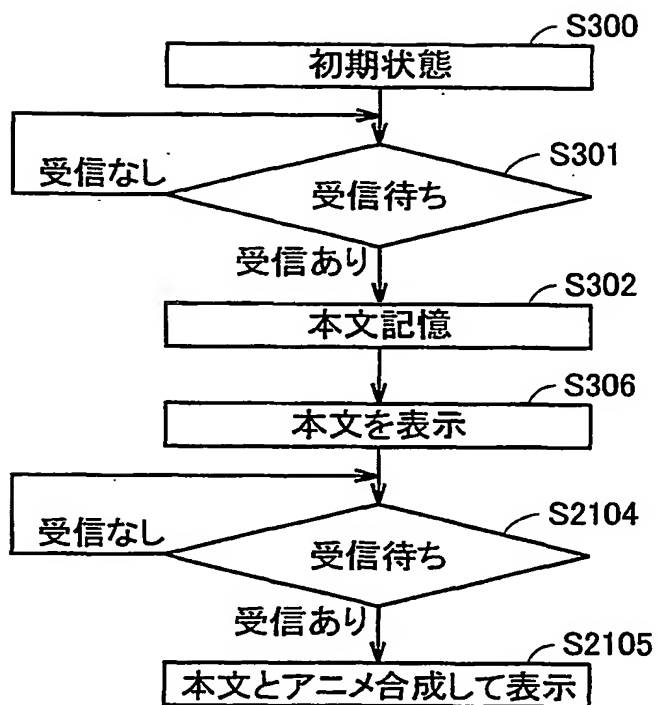 S300
初期状態
S301
受信なし
受信待ち
受信あり
S302
本文記憶
S306
本文を表示
S2104
受信なし
受信待ち
受信あり
S2105
本文とアニメ合成して表示